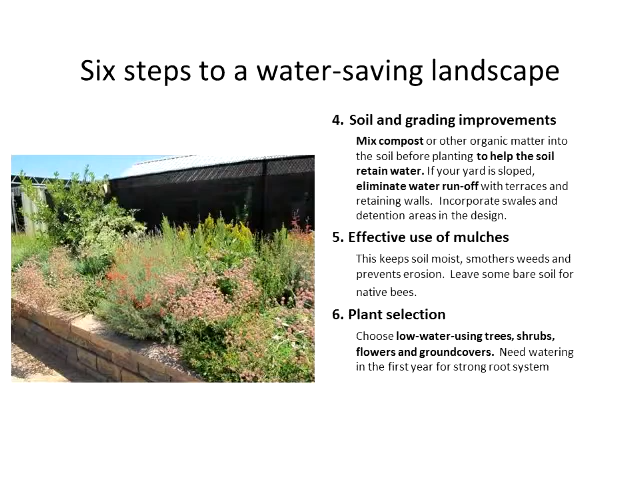 Six steps to a water-saving landscape
4. Soil and grading improvements
Mix compost or other organic matter into
the soil before planting to help the soil
retain water. If your yard is sloped,
eliminate water run-off with terraces and
retaining walls. Incorporate swales and
detention areas in the design.
5. Effective use of mulches
This keeps soil moist, smothers weeds and
prevents erosion. Leave some bare soil for
native bees.
6. Plant selection
Choose low-water-using trees, shrubs,
flowers and groundcovers. Need watering
in the first year for strong root system